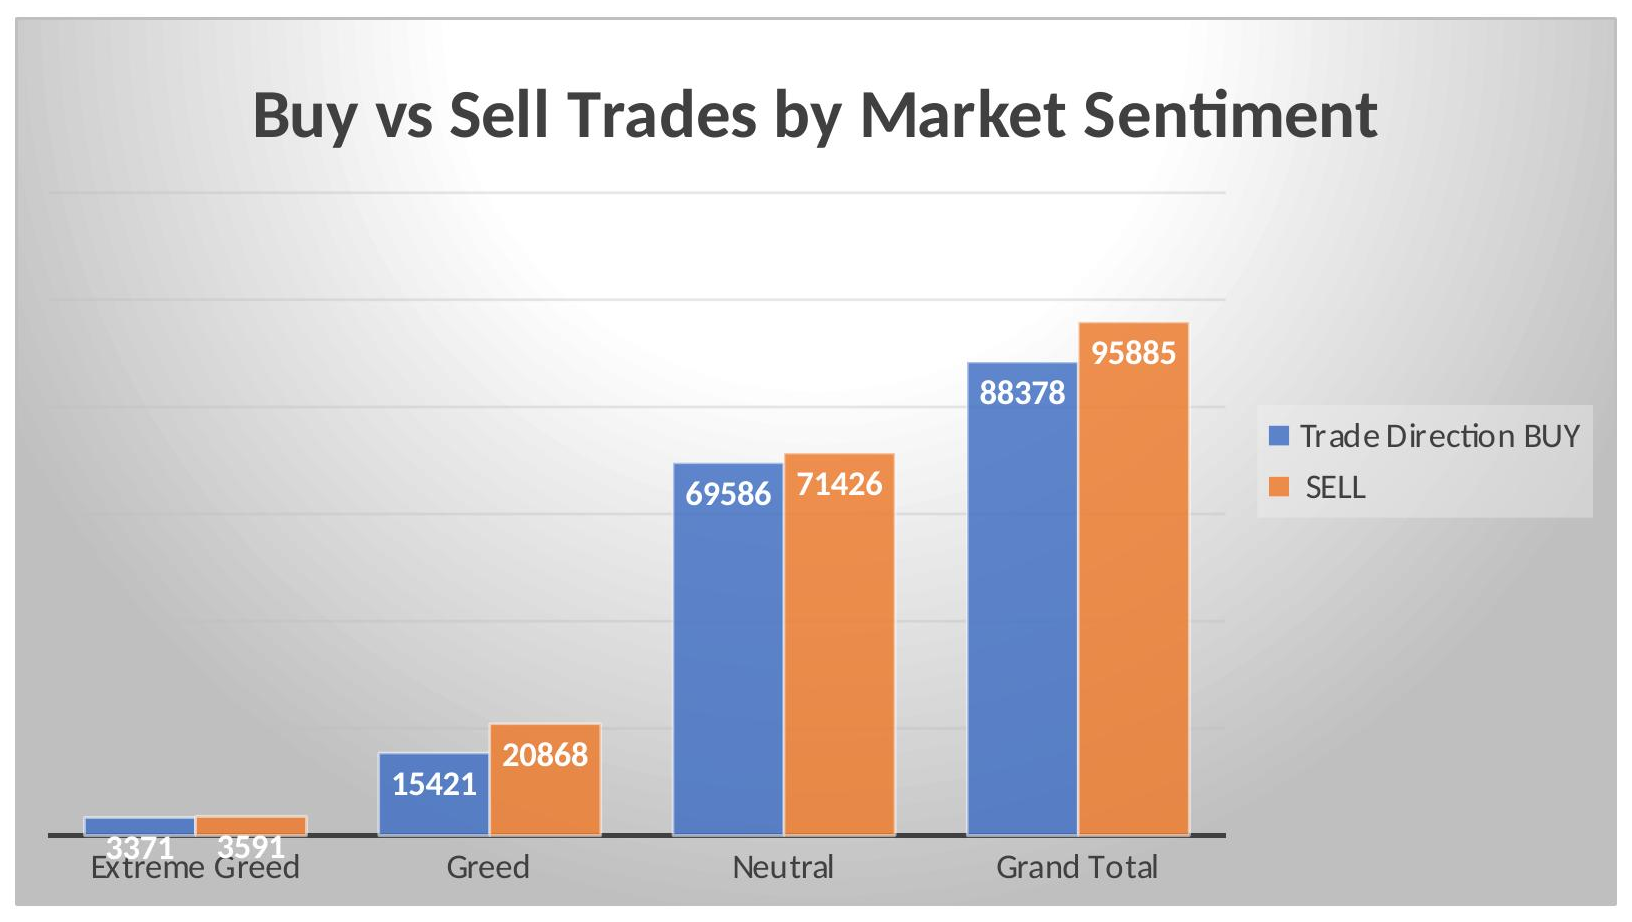 Buy vs Sell Trades by Market Sentiment
95885
88378
Trade Direction BUY
69586
71426
SELL
20868
15421
3371
3591
Extreme Greed
Greed
Neutral
Grand Total